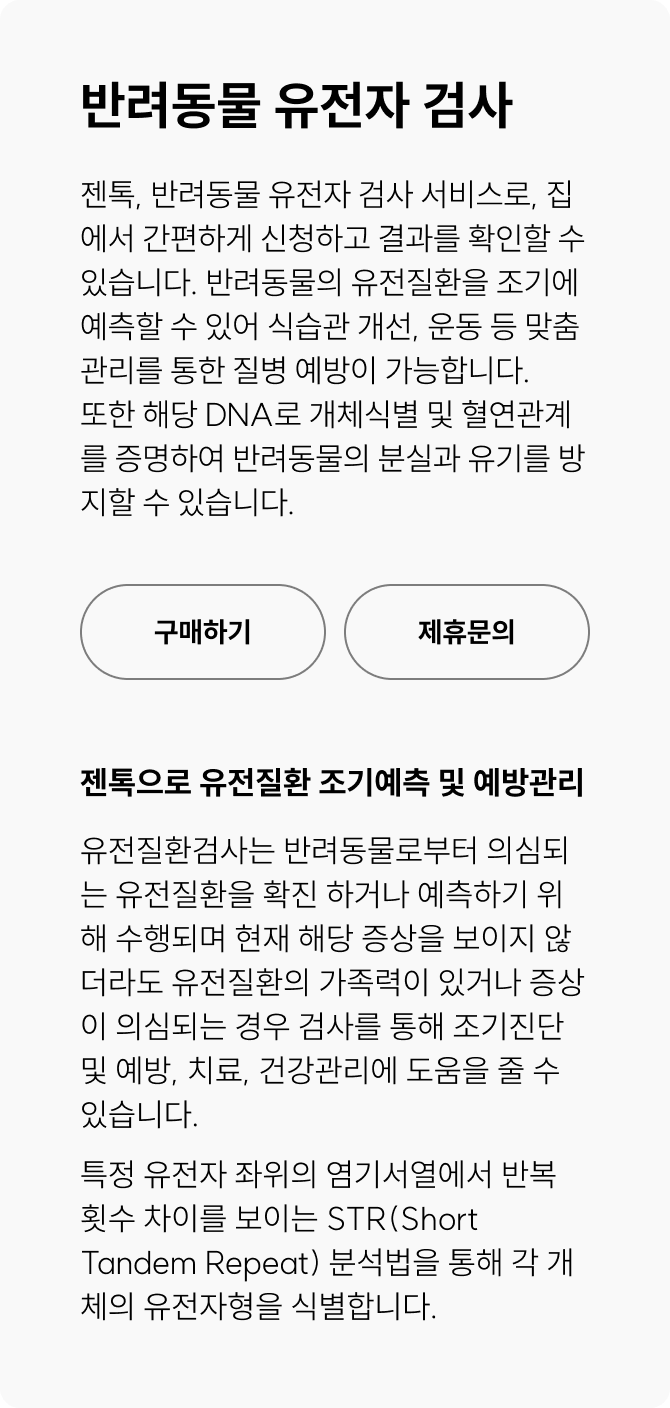 반려동물 유전자 검사
젠톡, 반려동물 유전자 검사 서비스로, 집
에서 간편하게 신청하고 결과를 확인할 수
있습니다. 반려동물의 유전질환을 조기에
예측할 수 있어 식습관 개선, 운동 등 맞춤
관리를 통한 질병 예방이 가능합니다.
또한 해당 DNA로 개체식별 및 혈연관계
를 증명하여 반려동물의 분실과 유기를 방
지할 수 있습니다.
구매하기
제휴문의
젠톡으로 유전질환 조기예측 및 예방관리
유전질환검사는 반려동물로부터 의심되
는 유전질환을 확진 하거나 예측하기 위
해 수행되며 현재 해당 증상을 보이지 않
더라도 유전질환의 가족력이 있거나 증상
이 의심되는 경우 검사를 통해 조기진단
및 예방, 치료, 건강관리에 도움을 줄 수
있습니다.
특정 유전자 좌위의 염기서열에서 반복
횟수 차이를 보이는 STR(Short
Tandem Repeat) 분석법을 통해 각 개
체의 유전자형을 식별합니다.